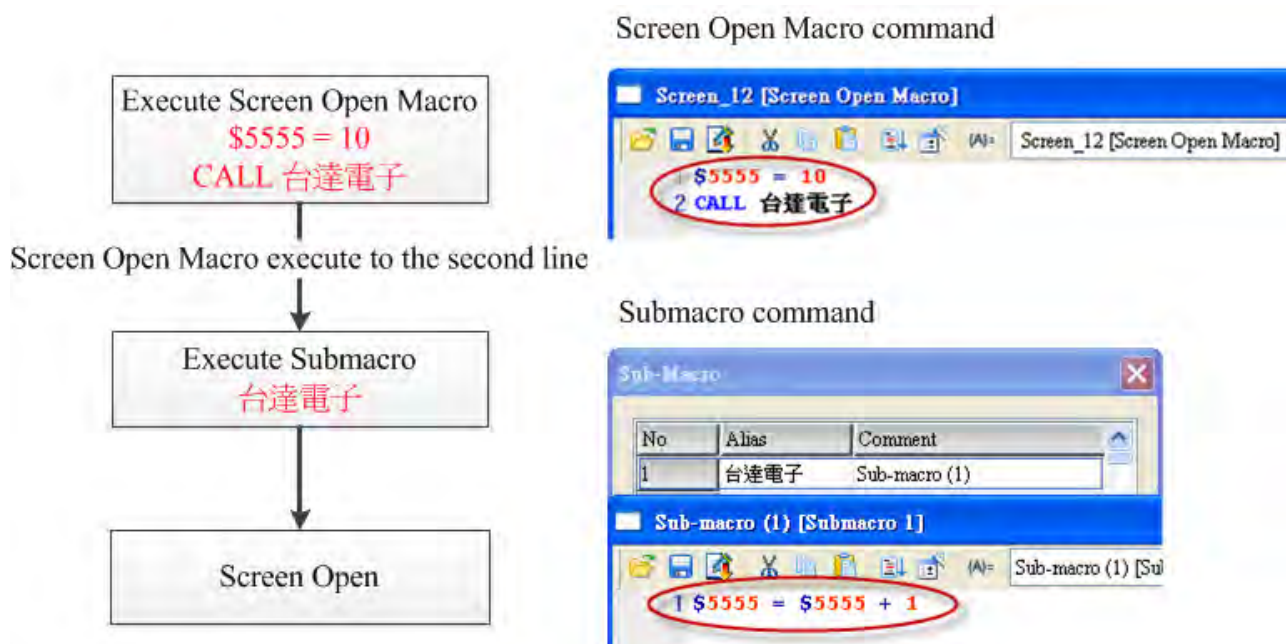 Execute Screen Open Macro
$5555 = 10
CALL 台達電子
Screen Open Macro execute to the second line
Execute Submacro
台達電子
Screen Open
Screen Open Macro command
Screen_12 [Screen Open Macro]
(A)= Screen_12 [Screen Open Macro]
1 $5555 = 10
2 CALL 台達電子
Submacro command
Sub-Macro
No Alias Comment
1 台達電子 Sub-macro (1)
Sub-macro (1) [Submacro 1]
(A)= Sub-macro (1) [Sul
1 $5555 = $5555 + 1